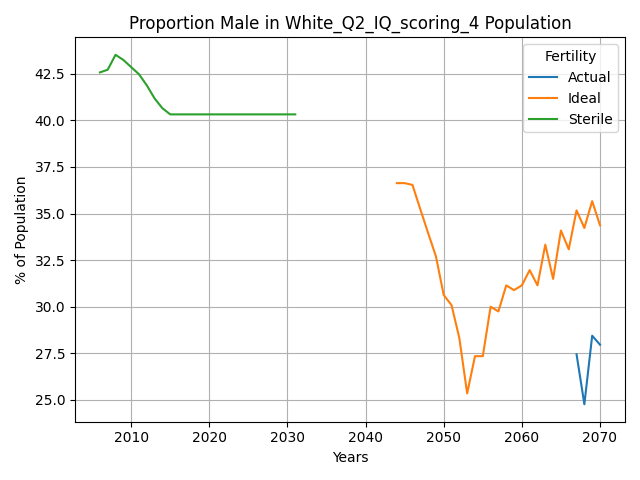 Proportion Male in White_Q2_IQ_scoring_4 Population
Fertility
Actual
Ideal
Sterile
% of Population
42.5
40.0
37.5
35.0
32.5
30.0
27.5
25.0
2010 2020 2030 2040 2050 2060 2070
Years